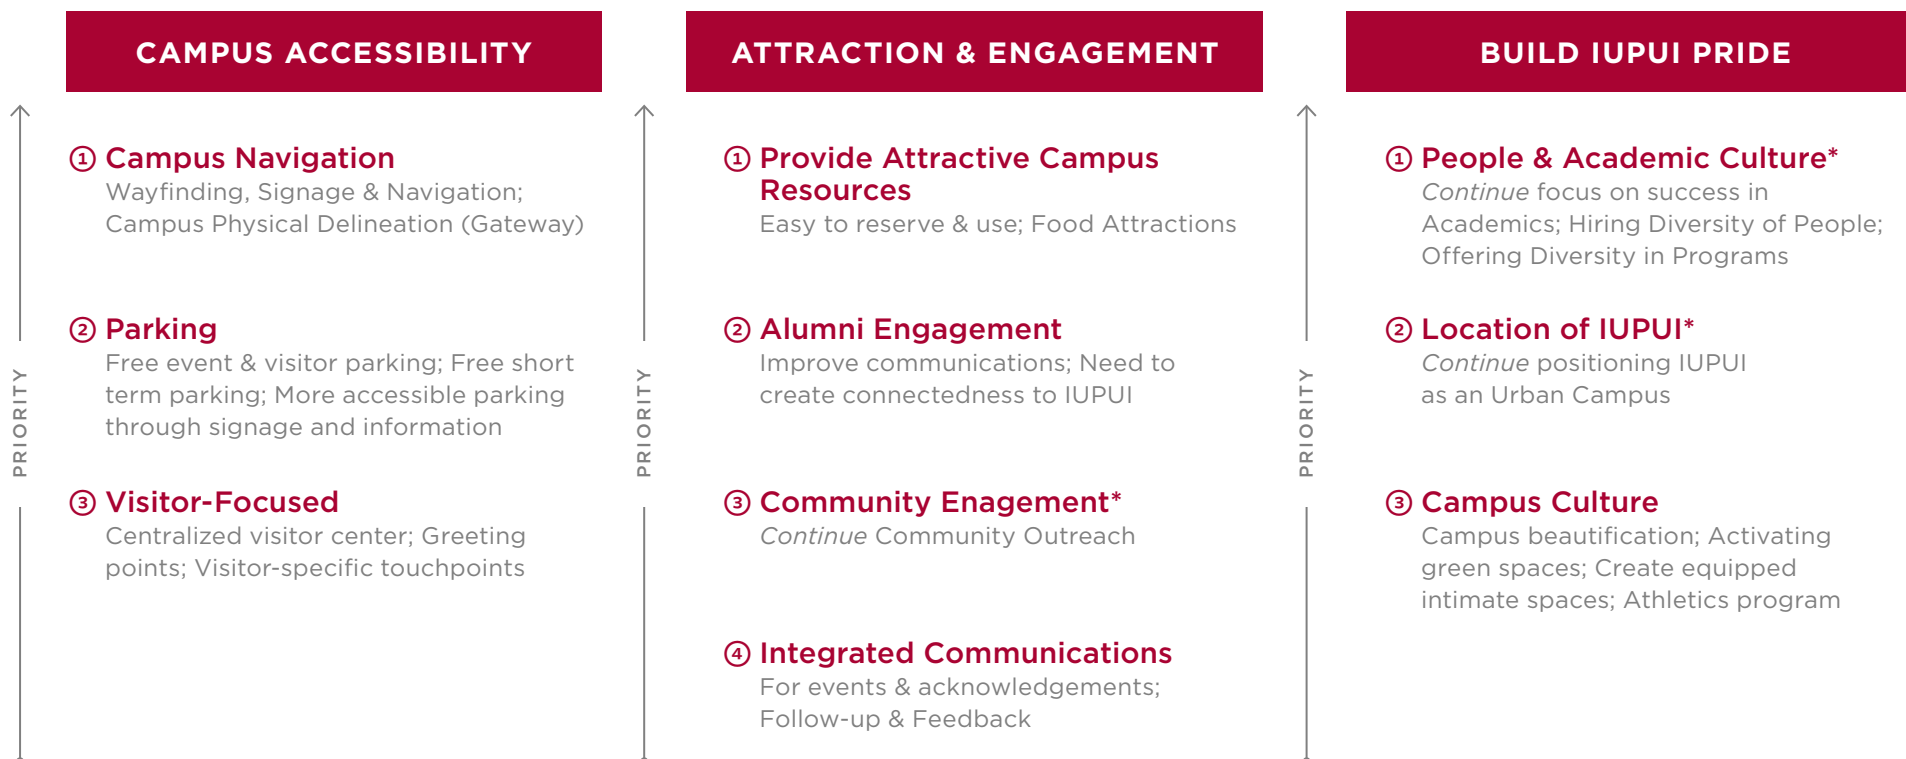 CAMPUS ACCESSIBILITY
PRIORITY
① Campus Navigation
Wayfinding, Signage & Navigation;
Campus Physical Delineation (Gateway)
② Parking
Free event & visitor parking; Free short
term parking; More accessible parking
through signage and information
③ Visitor-Focused
Centralized visitor center; Greeting
points; Visitor-specific touchpoints
ATTRACTION & ENGAGEMENT
PRIORITY
① Provide Attractive Campus
Resources
Easy to reserve & use; Food Attractions
② Alumni Engagement
Improve communications; Need to
create connectedness to IUPUI
③ Community Enagement*
Continue Community Outreach
④ Integrated Communications
For events & acknowledgements;
Follow-up & Feedback
BUILD IUPUI PRIDE
PRIORITY
① People & Academic Culture*
Continue focus on success in
Academics; Hiring Diversity of People;
Offering Diversity in Programs
② Location of IUPUI*
Continue positioning IUPUI
as an Urban Campus
③ Campus Culture
Campus beautification; Activating
green spaces; Create equipped
intimate spaces; Athletics program